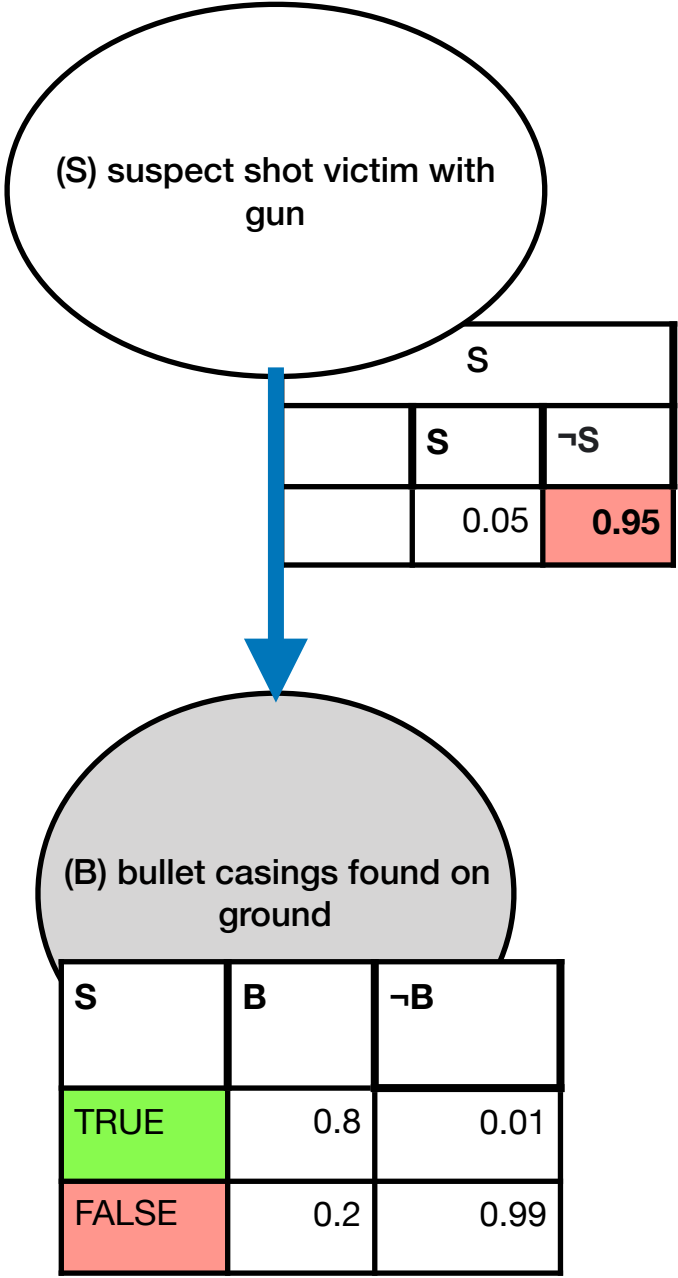 (S) suspect shot victim with
gun
S
S ¬S
0.05 0.95
(B) bullet casings found on
ground
S B ¬B
TRUE 0.8 0.01
FALSE 0.2 0.99